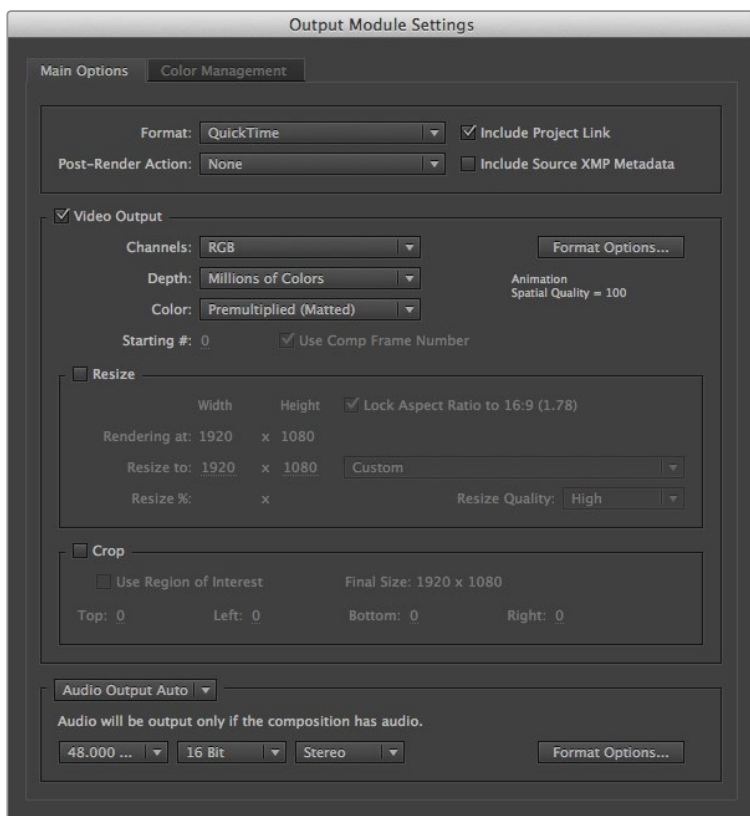 Output Module Settings
Main Options Color Management
Format: QuickTime Include Project Link
Post-Render Action: None Include Source XMP Metadata
Video Output
Channels: RGB Format Options...
Depth: Millions of Colors Animation
Spatial Quality = 100
Color: Premultiplied (Matted)
Starting #: 0 Use Comp Frame Number
Resize
Width Height Lock Aspect Ratio to 16:9 (1.78)
Rendering at: 1920 x 1080
Resize to: 1920 x 1080 Custom
Resize %: x Resize Quality: High
Crop
Use Region of Interest Final Size: 1920 x 1080
Top: 0 Left: 0 Bottom: 0 Right: 0
Audio Output Auto
Audio will be output only if the composition has audio.
48.000 ... 16 Bit Stereo Format Options...